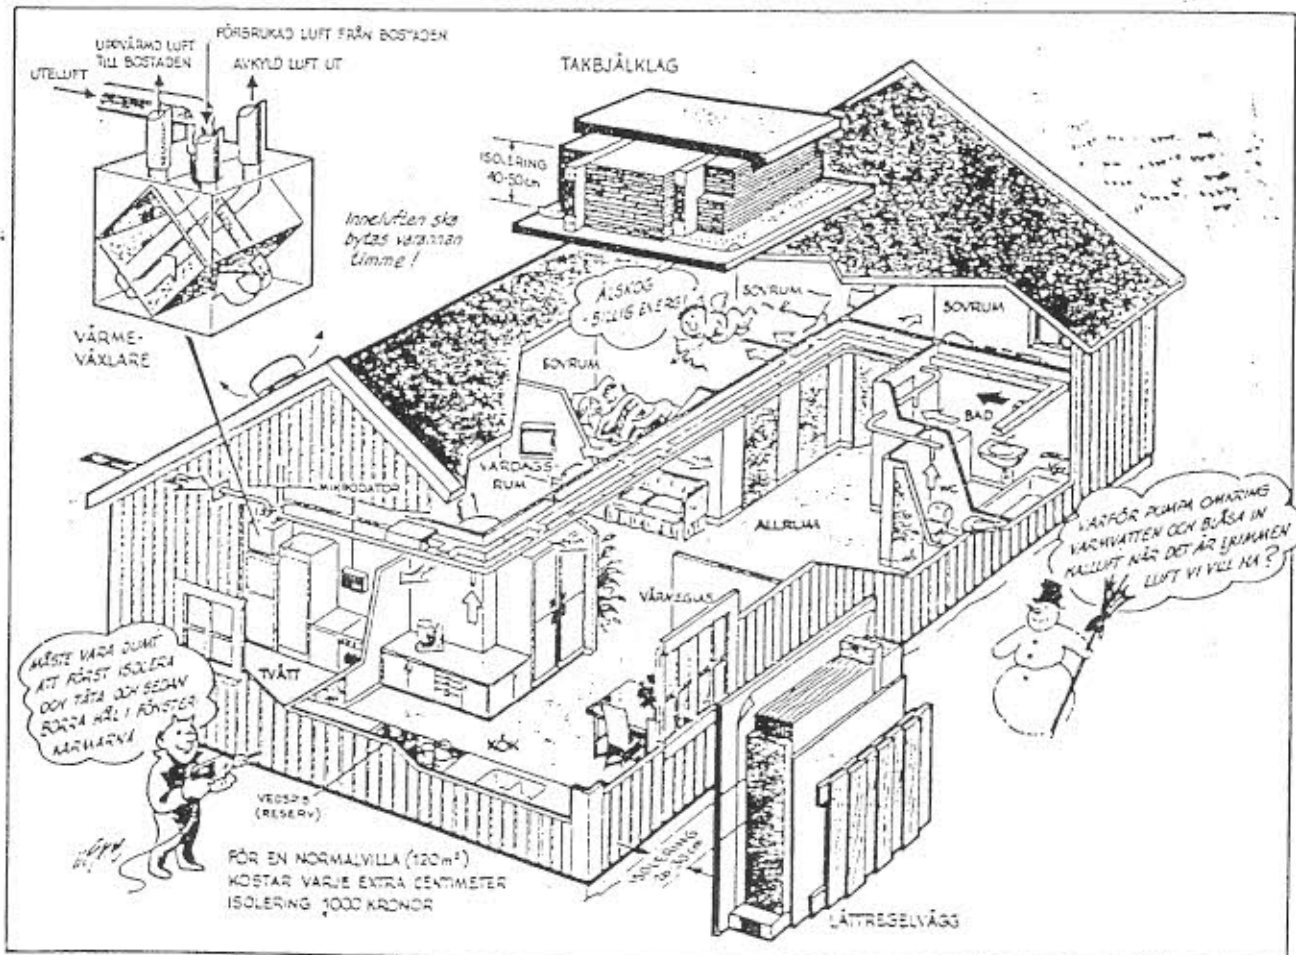 UTELUFT
UPPVÄRMD LUFT
TILL BOSTADEN
FÖRBRUKAD LUFT FRÅN BOSTADEN
AVKYLD LUFT UT
VÄRME-
VÄXLARE
Inneluften ska
bytas varannan
timme!
TAKBJÄLKLAG
ISOLERING
40-50cm
ÄLSKOG
- BILLIG ENERGI
SOVRUM
SOVRUM
SOVRUM
VARDAGS-
RUM
MIKRODATOR
BAD
WC
ALLRUM
VARFÖR PUMPA OMKRING
VARMVATTEN OCH BLÅSA IN
KALLUFT NÄR DET ÄR LJUMMEN
LUFT VI VILL HA?
MÅSTE VARA DUMT
ATT FÖRST ISOLERA
OCH TÄTA OCH SEDAN
BORRA HÅL I FÖNSTER-
KARMARNA
TVÄTT
KÖK
VEDSPIS
(RESERV)
FÖR EN NORMALVILLA (120m²)
KOSTAR VARJE EXTRA CENTIMETER
ISOLERING 1000 KRONOR
ISOLERING
LÄTTREGELVÄGG